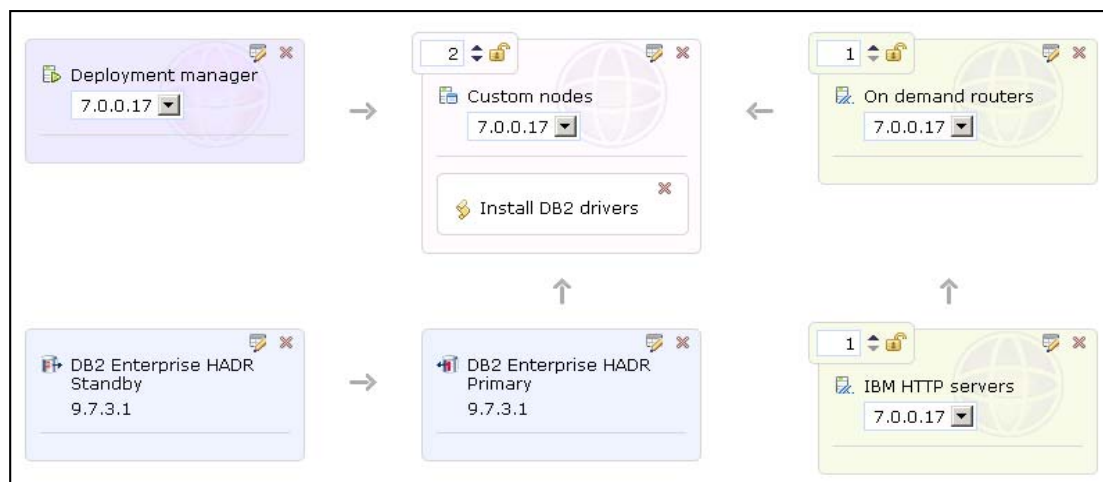 Deployment manager
7.0.0.17
2
Custom nodes
7.0.0.17
Install DB2 drivers
1
On demand routers
7.0.0.17
DB2 Enterprise HADR
Standby
9.7.3.1
DB2 Enterprise HADR
Primary
9.7.3.1
1
IBM HTTP servers
7.0.0.17